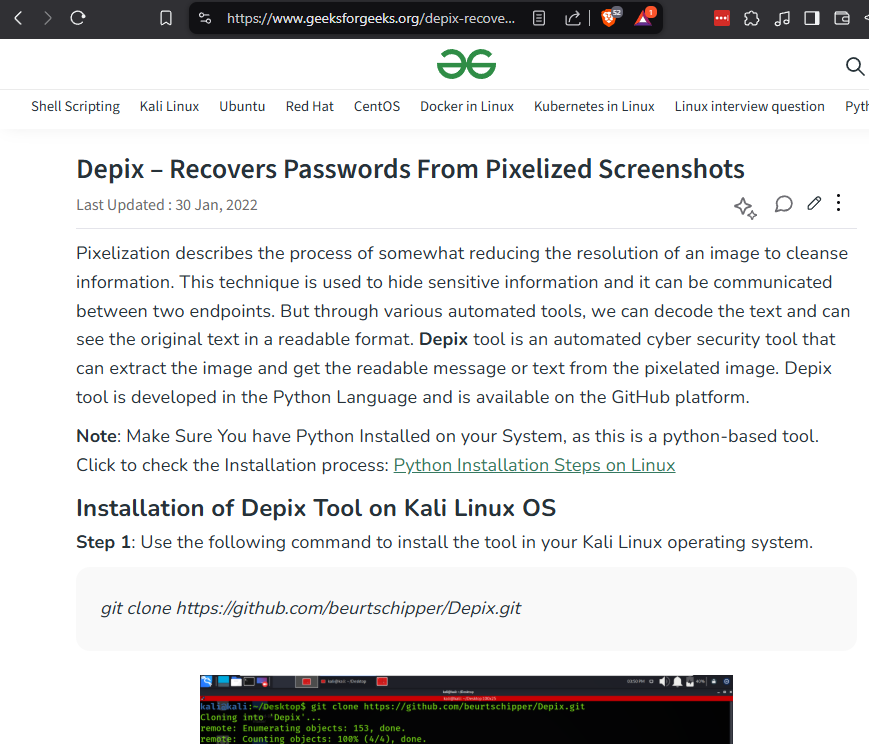 https://www.geeksforgeeks.org/depix-recove...
52
1
Shell Scripting Kali Linux Ubuntu Red Hat CentOS Docker in Linux Kubernetes in Linux Linux interview question Pyth
Depix – Recovers Passwords From Pixelized Screenshots
Last Updated : 30 Jan, 2022
Pixelization describes the process of somewhat reducing the resolution of an image to cleanse
information. This technique is used to hide sensitive information and it can be communicated
between two endpoints. But through various automated tools, we can decode the text and can
see the original text in a readable format. Depix tool is an automated cyber security tool that
can extract the image and get the readable message or text from the pixelated image. Depix
tool is developed in the Python Language and is available on the GitHub platform.
Note: Make Sure You have Python Installed on your System, as this is a python-based tool.
Click to check the Installation process: Python Installation Steps on Linux
Installation of Depix Tool on Kali Linux OS
Step 1: Use the following command to install the tool in your Kali Linux operating system.
git clone https://github.com/beurtschipper/Depix.git
kali@kali:~/Desktop$ git clone https://github.com/beurtschipper/Depix.git
Cloning into 'Depix'...
remote: Enumerating objects: 153, done.
remote: Counting objects: 100% (4/4), done.